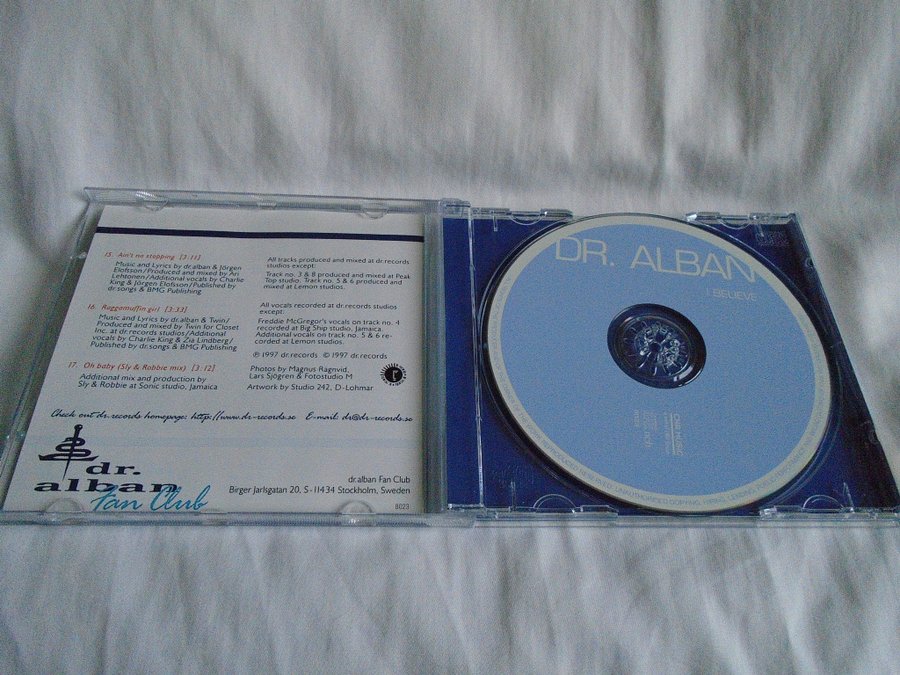 15. Ain't no stopping [3:11]
Music and Lyrics by dr.alban & Jörgen
Elofsson/Produced and mixed by Ari
Lehtonen/Additional vocals by Charlie
King & Jörgen Elofsson/Published by
dr.songs & BMG Publishing
16. Raggamuffin girl [3:33]
Music and Lyrics by dr.alban & Twin/
Produced and mixed by Twin for Closet
Inc. at dr.records studios/Additional
vocals by Charlie King & Zia Lindberg/
Published by dr.songs & BMG Publishing
17. Oh baby (Sly & Robbie mix) [3:12]
Additional mix and production by
Sly & Robbie at Sonic studio, Jamaica
All tracks produced and mixed at dr.records
studios except:
Track no. 3 & 8 produced and mixed at Peak
Top studio. Track no. 5 & 6 produced and
mixed at Lemon studios.
All vocals recorded at dr.records studios
except:
Freddie McGregor's vocals on track no. 4
recorded at Big Ship studio, Jamaica.
Additional vocals on track no. 5 & 6 re-
corded at Lemon studios.
℗ 1997 dr.records © 1997 dr.records
Photos by Magnus Ragnvid,
Lars Sjögren & Fotostudio M
Artwork by Studio 242, D-Lohmar
Check out dr.records homepage: http://www.dr-records.se E-mail: dr@dr-records.se
dr.
alban
Fan Club
dr.alban Fan Club
Birger Jarlsgatan 20, S-11434 Stockholm, Sweden
8023
DR. ALBAN
I BELIEVE